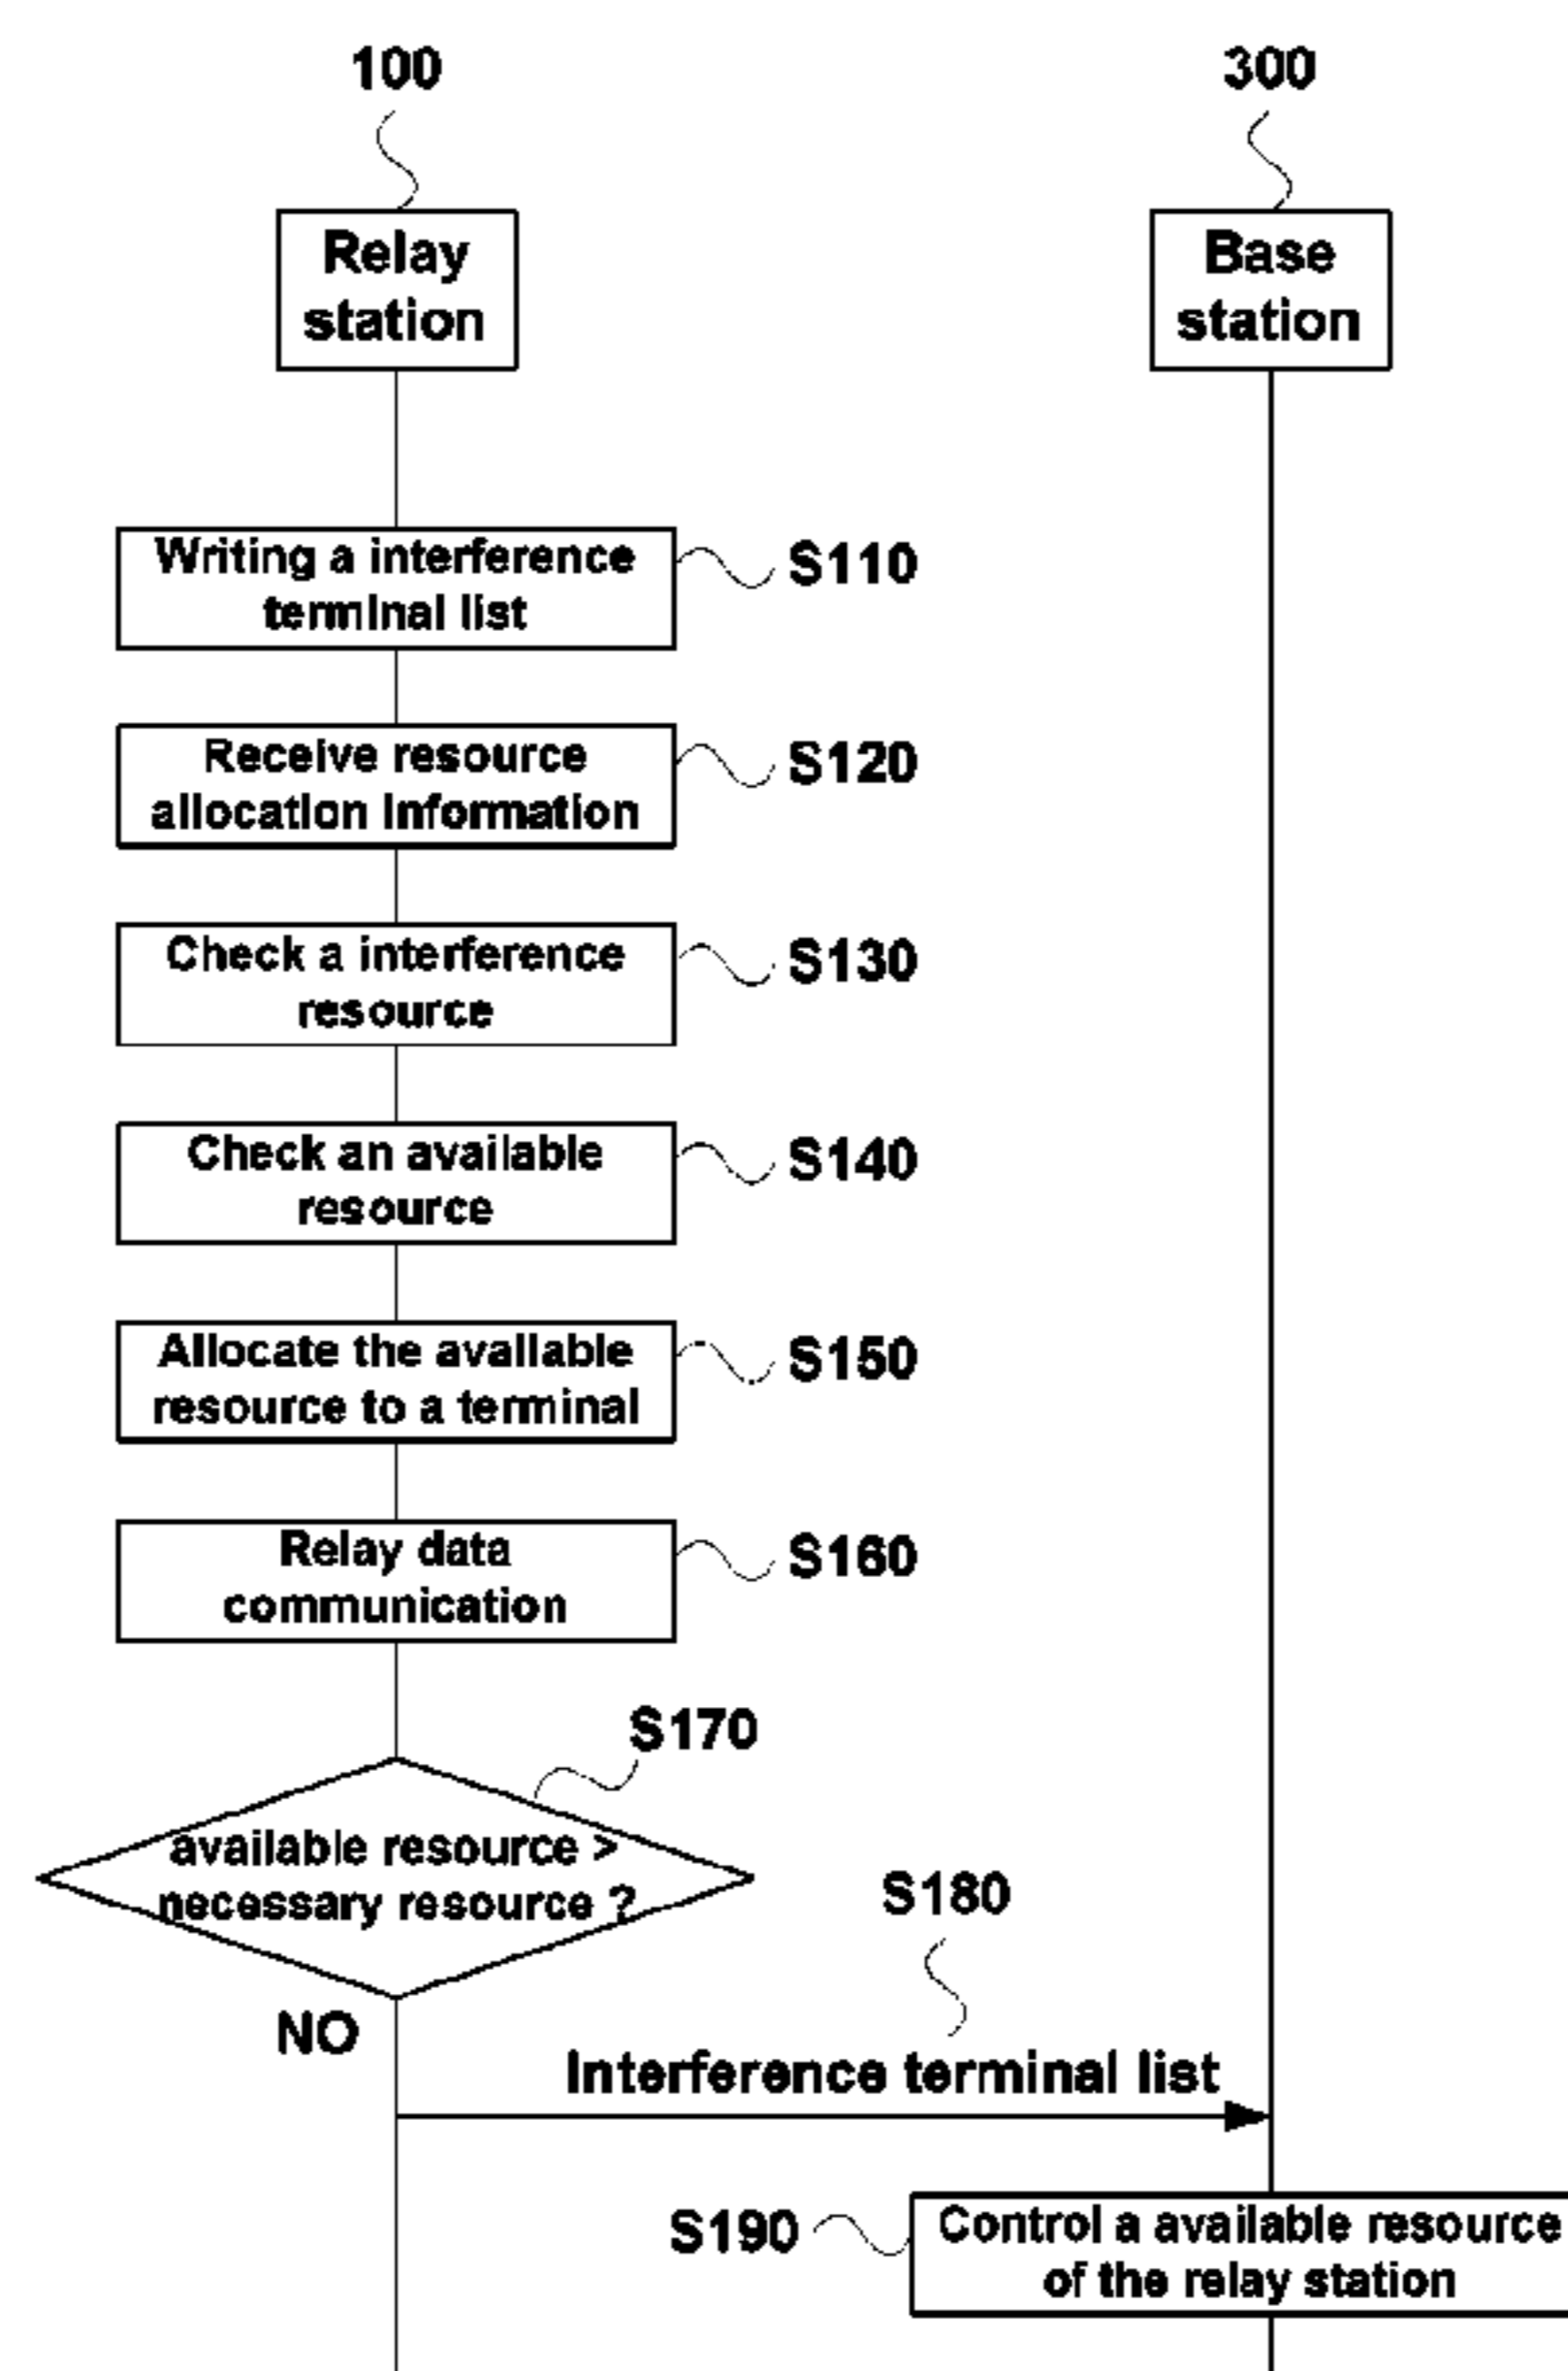 100
300
Relay
station
Base
station
Writing a interference
terminal list
S110
Receive resource
allocation information
S120
Check a interference
resource
S130
Check an available
resource
S140
Allocate the available
resource to a terminal
S150
Relay data
communication
S160
S170
available resource >
necessary resource ?
S180
NO
Interference terminal list
S190
Control a available resource
of the relay station